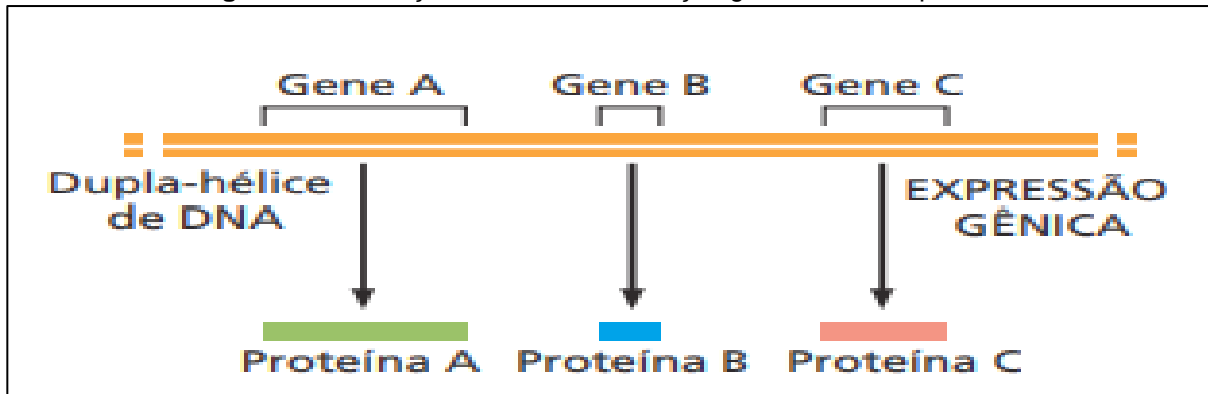 Gene A Gene B Gene C
Dupla-hélice
de DNA
EXPRESSÃO
GÊNICA
Proteína A Proteína B Proteína C